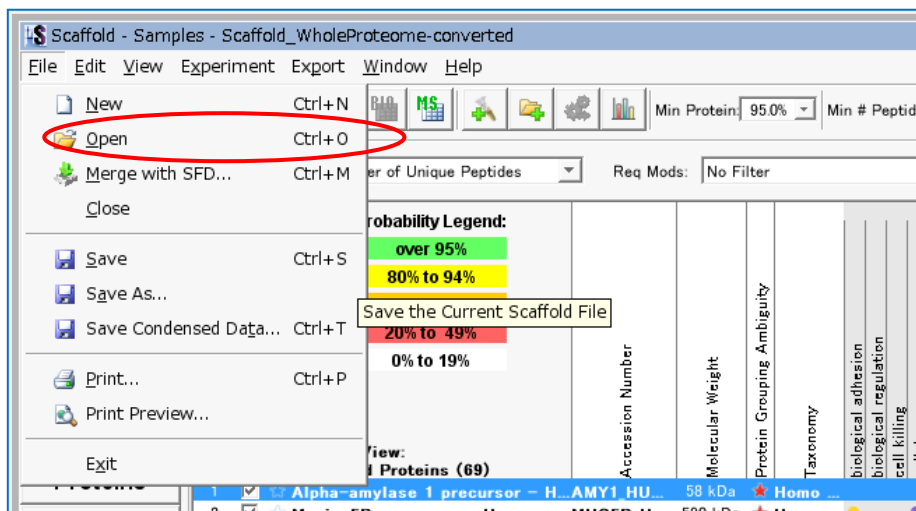 Scaffold - Samples - Scaffold_WholeProteome-converted
File Edit View Experiment Export Window Help
New Ctrl+N
BIO MS Min Protein: 95.0% Min # Peptid
Open Ctrl+O
Merge with SFD... Ctrl+M
er of Unique Peptides Req Mods: No Filter
Close
robability Legend:
over 95%
Save Ctrl+S
80% to 94%
Save As...
Save the Current Scaffold File
Save Condensed Data... Ctrl+T
20% to 49%
0% to 19%
Print... Ctrl+P
Print Preview...
Exit
View:
d Proteins (69)
Accession Number
Molecular Weight
Protein Grouping Ambiguity
Taxonomy
biological adhesion
biological regulation
cell killing
Proteins
1 Alpha-amylase 1 precursor - H... AMY1_HU... 58 kDa Homo ...